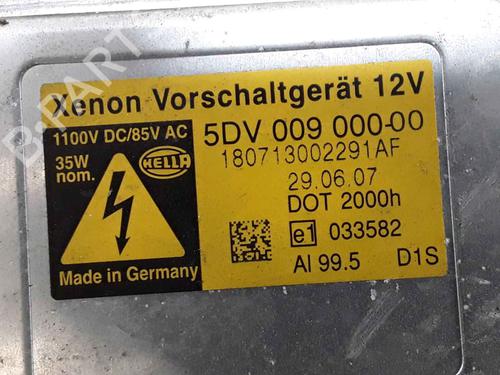 Xenon Vorschaltgerät 12V
1100V DC/85V AC
35W
nom.
HELLA
5DV 009 000-00
180713002291AF
29.06.07
DOT 2000h
e1 033582
Al 99.5 D1S
Made in Germany
B-PARTS